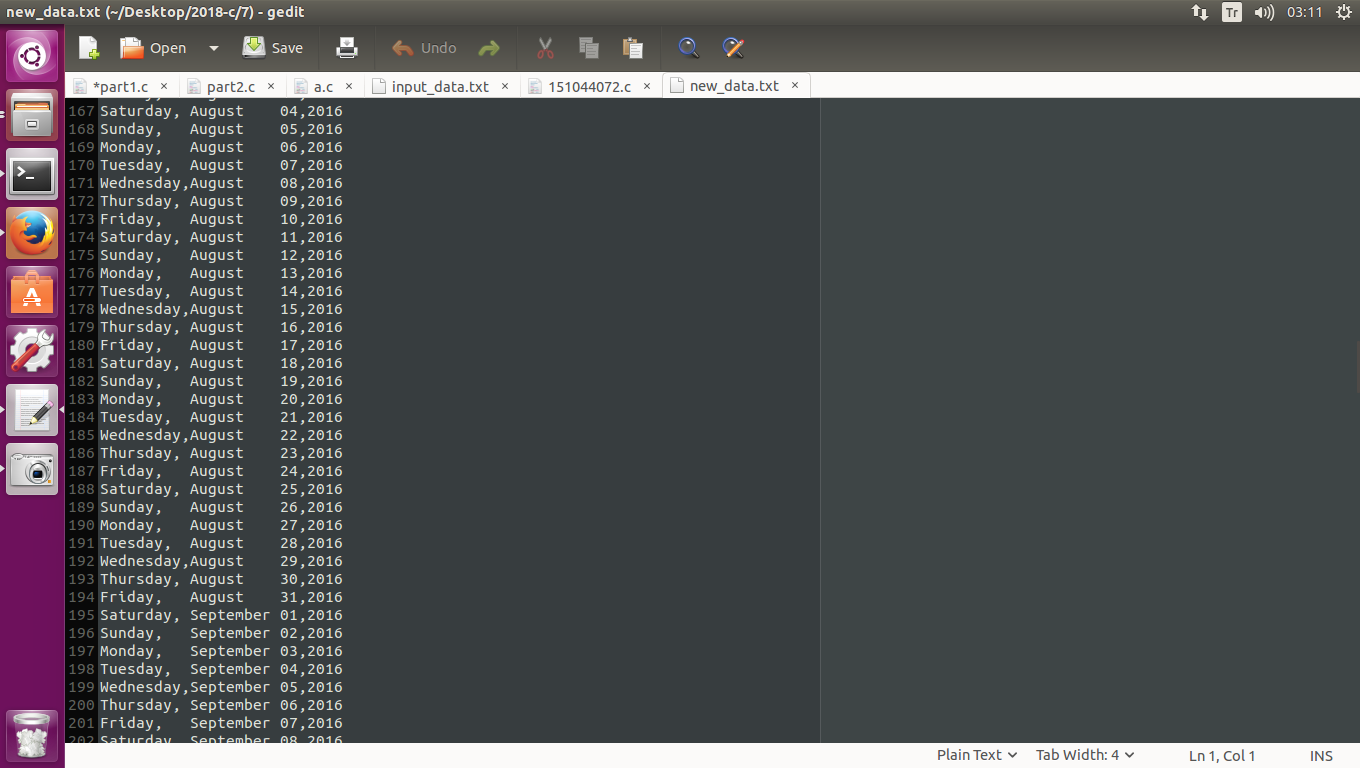 new_data.txt (~/Desktop/2018-c/7) - gedit
Tr 03:11
Open Save Undo
*part1.c × part2.c × a.c × input_data.txt × 151044072.c × new_data.txt ×
167 Saturday, August    04,2016
168 Sunday,   August    05,2016
169 Monday,   August    06,2016
170 Tuesday,  August    07,2016
171 Wednesday,August    08,2016
172 Thursday, August    09,2016
173 Friday,   August    10,2016
174 Saturday, August    11,2016
175 Sunday,   August    12,2016
176 Monday,   August    13,2016
177 Tuesday,  August    14,2016
178 Wednesday,August    15,2016
179 Thursday, August    16,2016
180 Friday,   August    17,2016
181 Saturday, August    18,2016
182 Sunday,   August    19,2016
183 Monday,   August    20,2016
184 Tuesday,  August    21,2016
185 Wednesday,August    22,2016
186 Thursday, August    23,2016
187 Friday,   August    24,2016
188 Saturday, August    25,2016
189 Sunday,   August    26,2016
190 Monday,   August    27,2016
191 Tuesday,  August    28,2016
192 Wednesday,August    29,2016
193 Thursday, August    30,2016
194 Friday,   August    31,2016
195 Saturday, September 01,2016
196 Sunday,   September 02,2016
197 Monday,   September 03,2016
198 Tuesday,  September 04,2016
199 Wednesday,September 05,2016
200 Thursday, September 06,2016
201 Friday,   September 07,2016
202 Saturday, September 08,2016
Plain Text Tab Width: 4 Ln 1, Col 1 INS